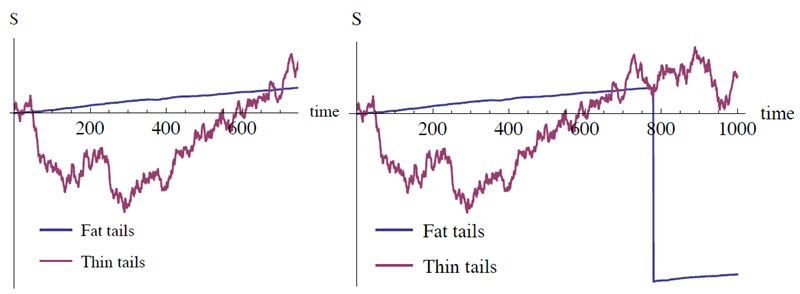 S
time
200 400 600
Fat tails
Thin tails
S
time
200 400 600 800 1000
Fat tails
Thin tails